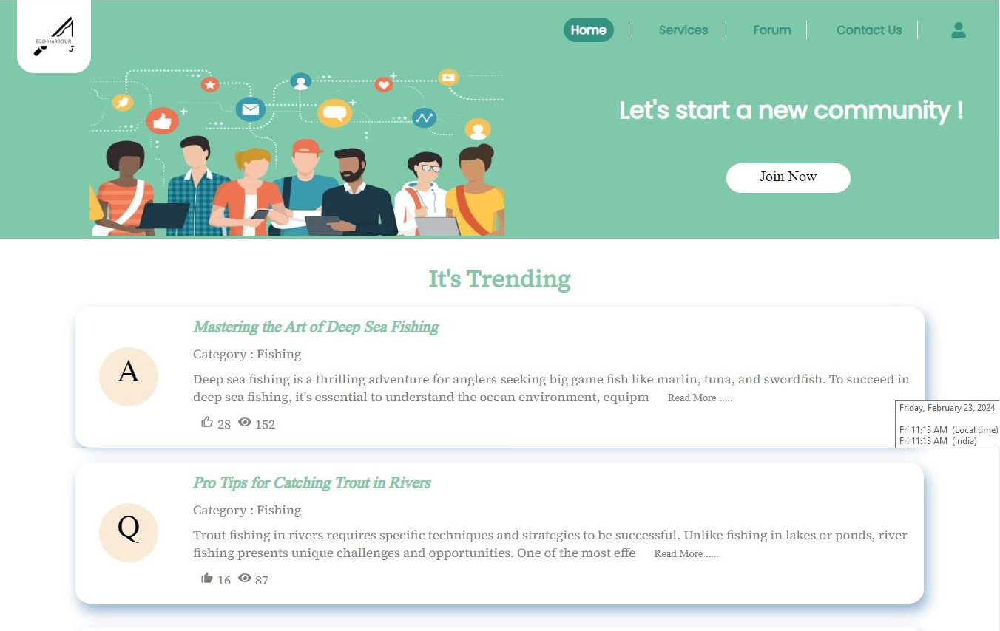 ECO-HARBOUR
Home
Services
Forum
Contact Us
Let's start a new community !
Join Now
It's Trending
Mastering the Art of Deep Sea Fishing
Category : Fishing
A
Deep sea fishing is a thrilling adventure for anglers seeking big game fish like marlin, tuna, and swordfish. To succeed in
deep sea fishing, it's essential to understand the ocean environment, equipm Read More .....
28 152
Friday, February 23, 2024
Fri 11:13 AM (Local time)
Fri 11:13 AM (India)
Pro Tips for Catching Trout in Rivers
Category : Fishing
Q
Trout fishing in rivers requires specific techniques and strategies to be successful. Unlike fishing in lakes or ponds, river
fishing presents unique challenges and opportunities. One of the most effe Read More .....
16 87